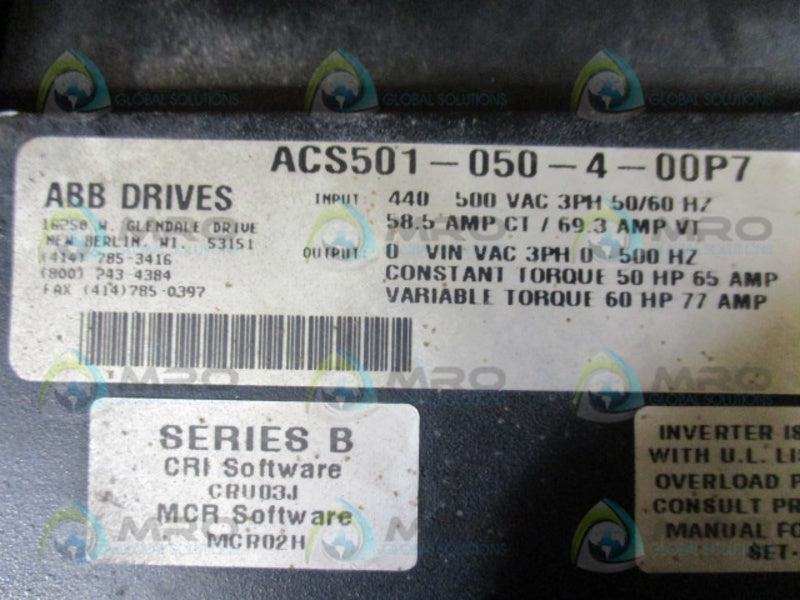 ACS501-050-4-00P7
ABB DRIVES
16250 W. GLENDALE DRIVE
NEW BERLIN. WI. 53151
(414) 785-3416
(800) 243-4384
FAX (414)785-0397
INPUT 440 500 VAC 3PH 50/60 HZ
58.5 AMP CT / 69.3 AMP VT
OUTPUT 0 VIN VAC 3PH 0 500 HZ
CONSTANT TORQUE 50 HP 65 AMP
VARIABLE TORQUE 60 HP 77 AMP
SERIES B
CRI Software
CRU03J
MCR Software
MCR02H
INVERTER IS
WITH U.L. LIS
OVERLOAD P
CONSULT PR
MANUAL FO
SET-
MRO
GLOBAL SOLUTIONS